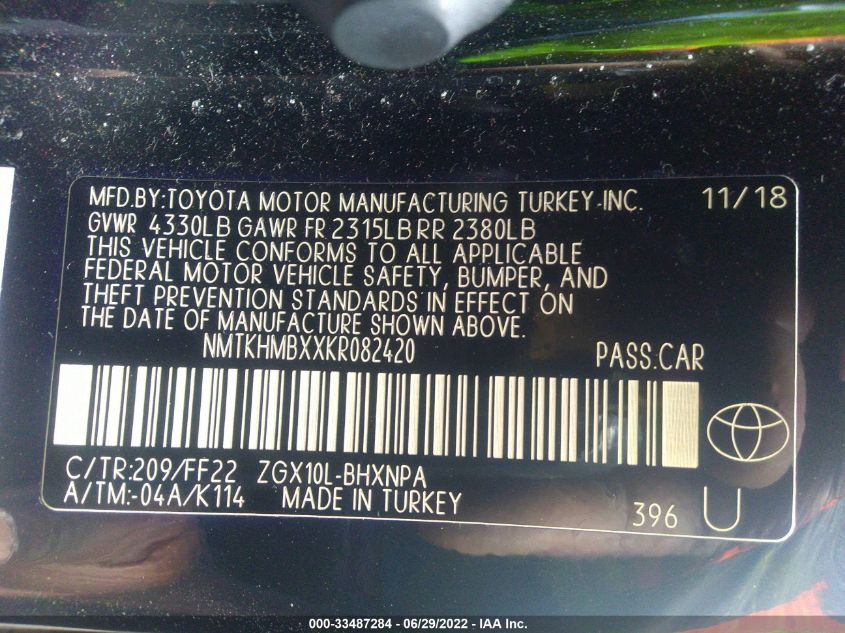 MFD.BY:TOYOTA MOTOR MANUFACTURING TURKEY INC. 11/18
GVWR 4330LB GAWR FR 2315LB RR 2380LB
THIS VEHICLE CONFORMS TO ALL APPLICABLE
FEDERAL MOTOR VEHICLE SAFETY, BUMPER, AND
THEFT PREVENTION STANDARDS IN EFFECT ON
THE DATE OF MANUFACTURE SHOWN ABOVE.
NMTKHMBXXKR082420 PASS.CAR
C/TR:209/FF22 ZGX10L-BHXNPA
A/TM:-04A/K114 MADE IN TURKEY
396 U
000-33487284 - 06/29/2022 - IAA Inc.